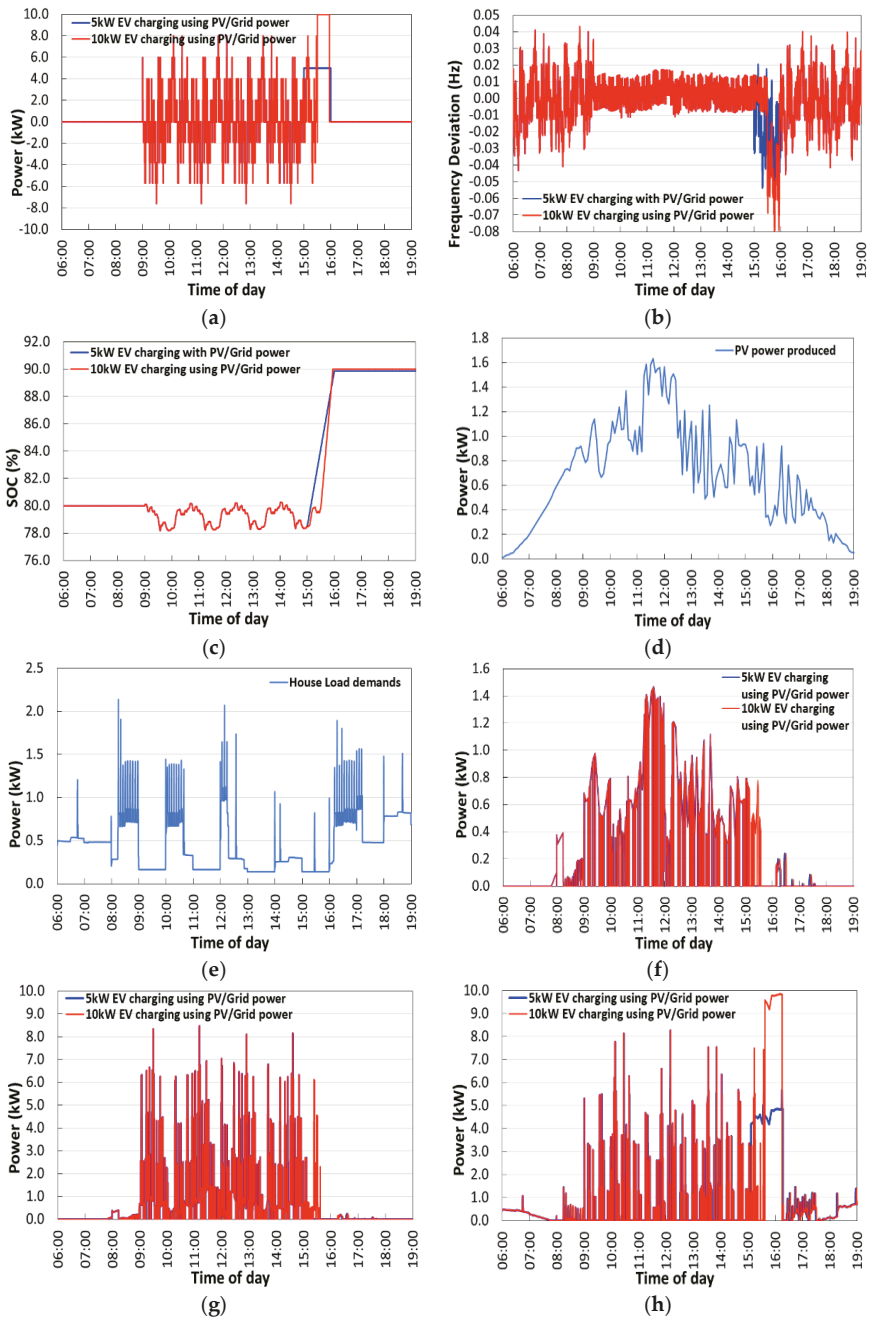 10.0
8.0
6.0
4.0
2.0
0.0
-2.0
-4.0
-6.0
-8.0
-10.0
Power (kW)
5kW EV charging using PV/Grid power
10kW EV charging using PV/Grid power
06:00 07:00 08:00 09:00 10:00 11:00 12:00 13:00 14:00 15:00 16:00 17:00 18:00 19:00
Time of day
(a)
0.05
0.04
0.03
0.02
0.01
0.00
-0.01
-0.02
-0.03
-0.04
-0.05
-0.06
-0.07
-0.08
Frequency Deviation (Hz)
5kW EV charging with PV/Grid power
10kW EV charging using PV/Grid power
06:00 07:00 08:00 09:00 10:00 11:00 12:00 13:00 14:00 15:00 16:00 17:00 18:00 19:00
Time of day
(b)
92.0
90.0
88.0
86.0
84.0
82.0
80.0
78.0
76.0
SOC (%)
5kW EV charging with PV/Grid power
10kW EV charging using PV/Grid power
06:00 07:00 08:00 09:00 10:00 11:00 12:00 13:00 14:00 15:00 16:00 17:00 18:00 19:00
Time of day
(c)
1.8
1.6
1.4
1.2
1.0
0.8
0.6
0.4
0.2
0.0
Power (kW)
PV power produced
06:00 07:00 08:00 09:00 10:00 11:00 12:00 13:00 14:00 15:00 16:00 17:00 18:00 19:00
Time of day
(d)
2.5
2.0
1.5
1.0
0.5
0.0
Power (kW)
House Load demands
06:00 07:00 08:00 09:00 10:00 11:00 12:00 13:00 14:00 15:00 16:00 17:00 18:00 19:00
Time of day
(e)
1.6
1.4
1.2
1.0
0.8
0.6
0.4
0.2
0.0
Power (kW)
5kW EV charging
using PV/Grid power
10kW EV charging
using PV/Grid power
06:00 07:00 08:00 09:00 10:00 11:00 12:00 13:00 14:00 15:00 16:00 17:00 18:00 19:00
Time of day
(f)
10.0
9.0
8.0
7.0
6.0
5.0
4.0
3.0
2.0
1.0
0.0
Power (kW)
5kW EV charging using PV/Grid power
10kW EV charging using PV/Grid power
06:00 07:00 08:00 09:00 10:00 11:00 12:00 13:00 14:00 15:00 16:00 17:00 18:00 19:00
Time of day
(g)
10.0
9.0
8.0
7.0
6.0
5.0
4.0
3.0
2.0
1.0
0.0
Power (kW)
5kW EV charging using PV/Grid power
10kW EV charging using PV/Grid power
06:00 07:00 08:00 09:00 10:00 11:00 12:00 13:00 14:00 15:00 16:00 17:00 18:00 19:00
Time of day
(h)